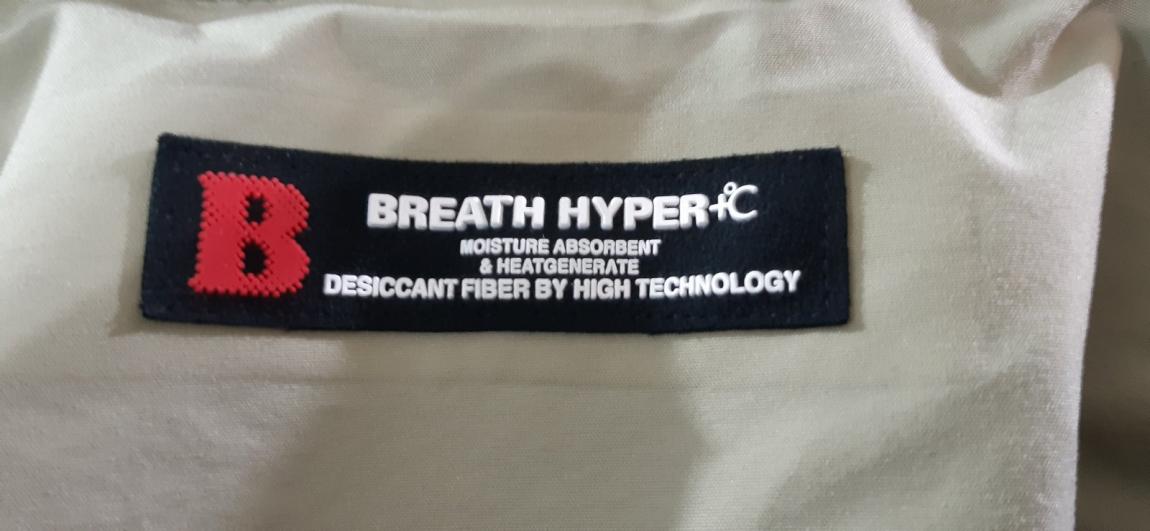 B
BREATH HYPER+°C
MOISTURE ABSORBENT
& HEATGENERATE
DESICCANT FIBER BY HIGH TECHNOLOGY